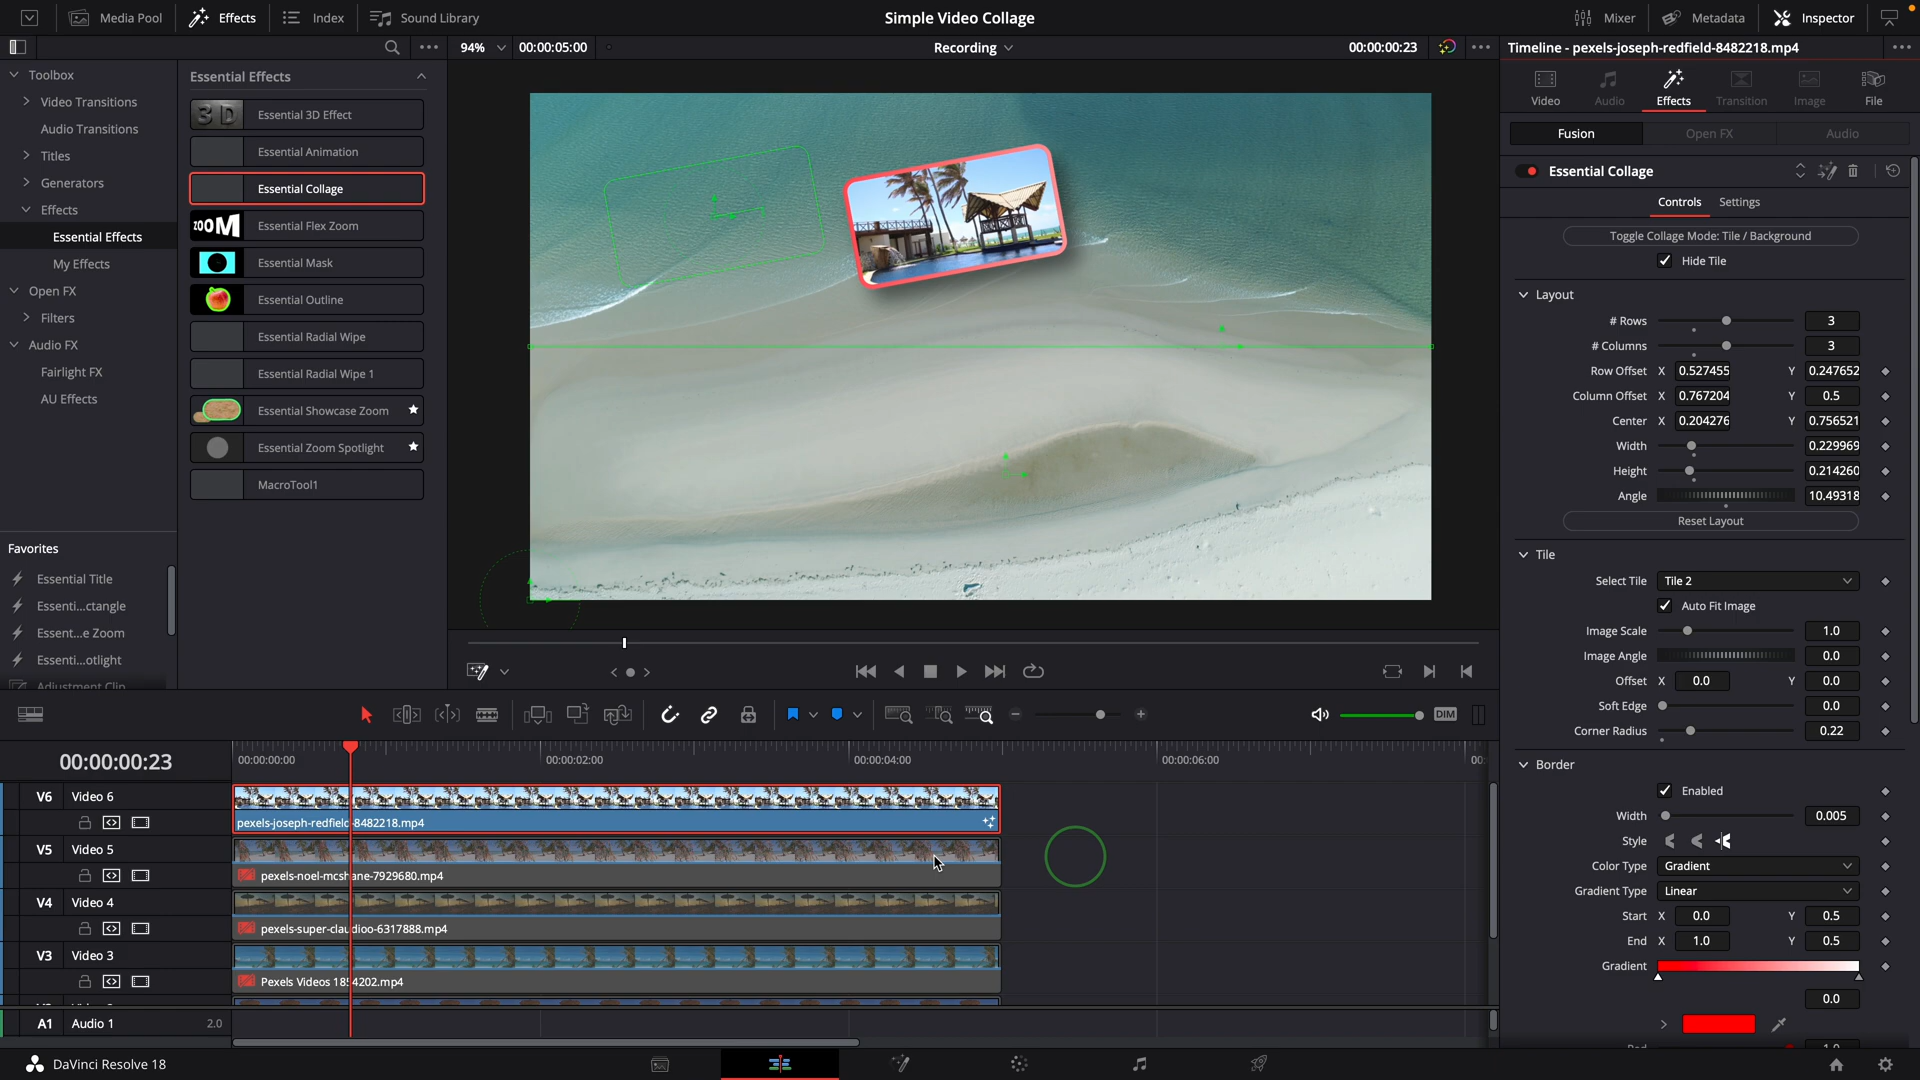 Media Pool
Effects
Index
Sound Library
Simple Video Collage
Mixer
Metadata
Inspector
94%
00:00:05:00
Recording
00:00:00:23
Timeline - pexels-joseph-redfield-8482218.mp4
Toolbox
Video Transitions
Audio Transitions
Titles
Generators
Effects
Essential Effects
My Effects
Open FX
Filters
Audio FX
Fairlight FX
AU Effects
Favorites
Essential Title
Essenti...ctangle
Essent...e Zoom
Essenti...otlight
Adjustment Clip
Essential Effects
3D
Essential 3D Effect
Essential Animation
Essential Collage
ZOOM
Essential Flex Zoom
Essential Mask
Essential Outline
Essential Radial Wipe
Essential Radial Wipe 1
Essential Showcase Zoom
Essential Zoom Spotlight
MacroTool1
Video
Audio
Effects
Transition
Image
File
Fusion
Open FX
Audio
Essential Collage
Controls
Settings
Toggle Collage Mode: Tile / Background
Hide Tile
Layout
# Rows 3
# Columns 3
Row Offset X 0.527455 Y 0.247652
Column Offset X 0.767204 Y 0.5
Center X 0.204276 Y 0.756521
Width 0.229969
Height 0.214260
Angle 10.49318
Reset Layout
Tile
Select Tile Tile 2
Auto Fit Image
Image Scale 1.0
Image Angle 0.0
Offset X 0.0 Y 0.0
Soft Edge 0.0
Corner Radius 0.22
Border
Enabled
Width 0.005
Style
Color Type Gradient
Gradient Type Linear
Start X 0.0 Y 0.5
End X 1.0 Y 0.5
Gradient
0.0
DIM
00:00:00:23
00:00:00:00
00:00:02:00
00:00:04:00
00:00:06:00
00:
V6 Video 6
pexels-joseph-redfield-8482218.mp4
V5 Video 5
pexels-noel-mcshane-7929680.mp4
V4 Video 4
pexels-super-claudioo-6317888.mp4
V3 Video 3
Pexels Videos 1854202.mp4
A1 Audio 1 2.0
DaVinci Resolve 18